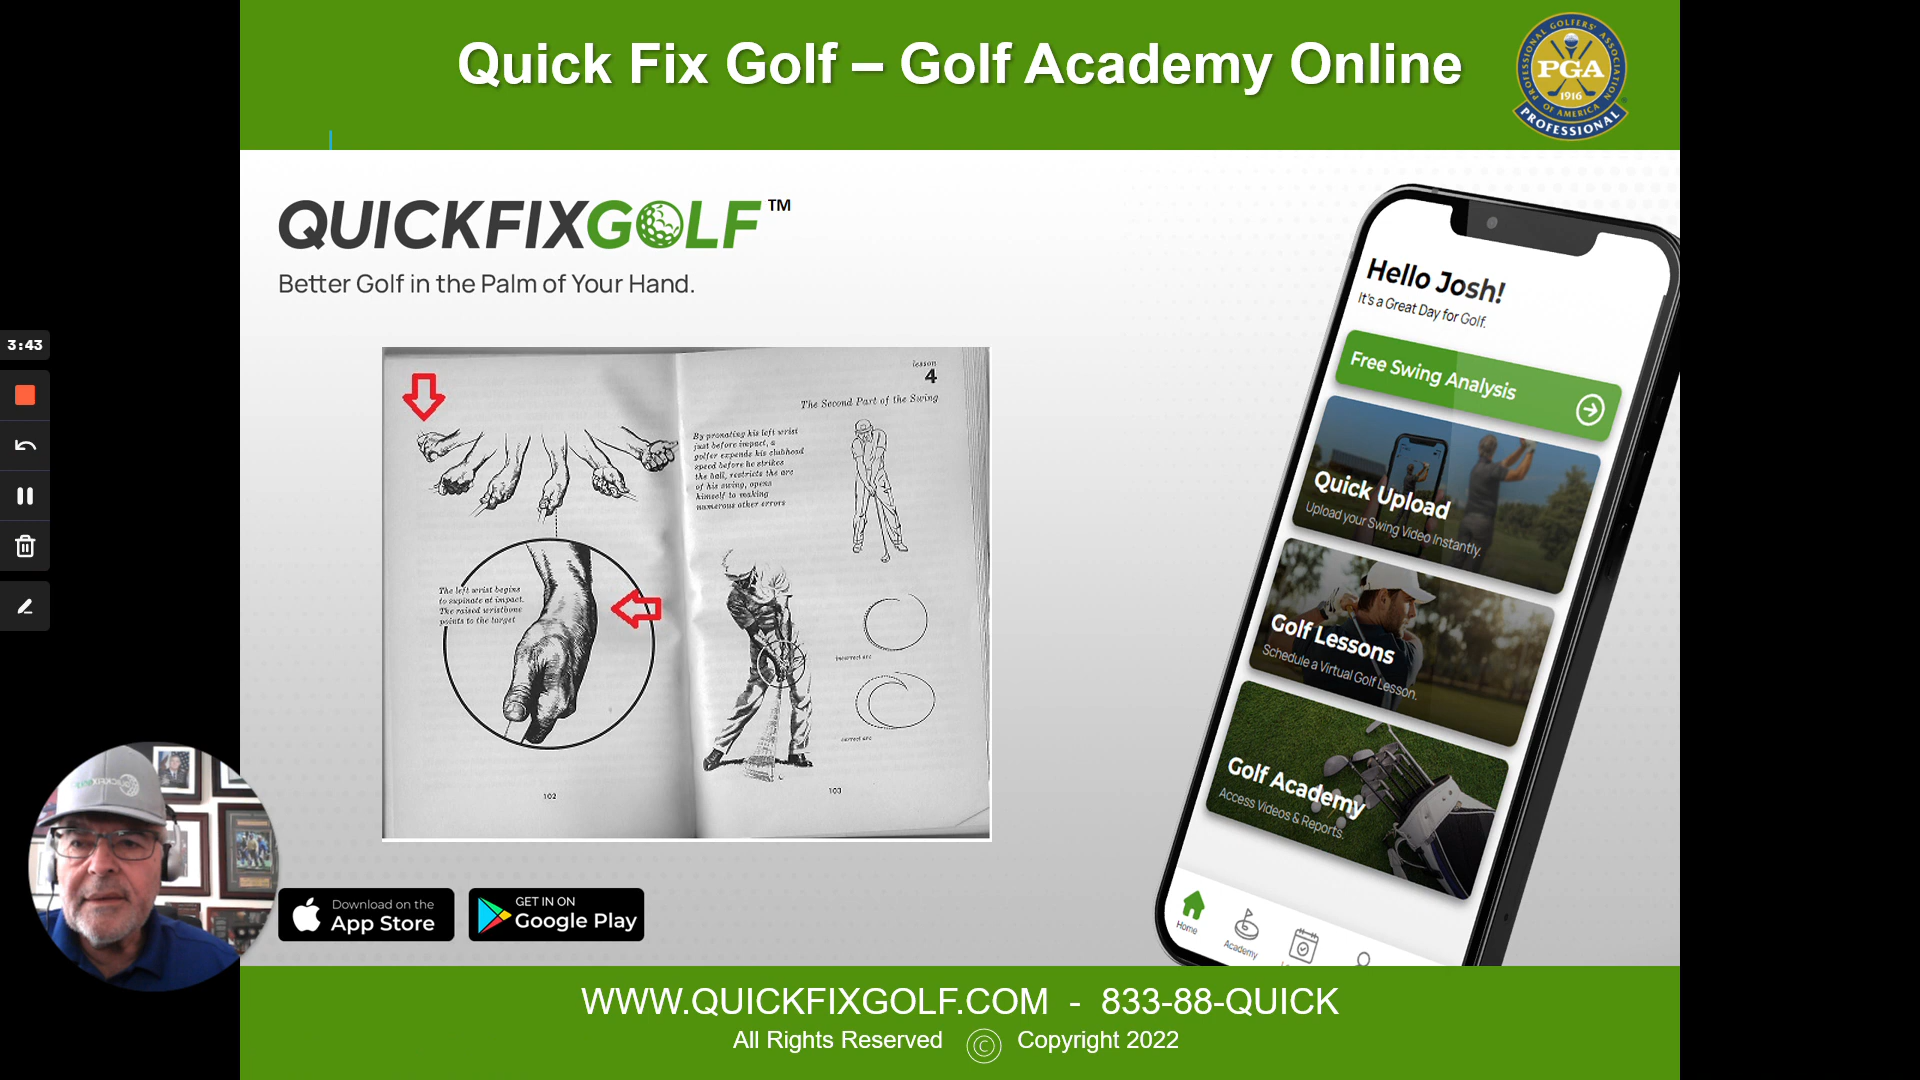 Quick Fix Golf – Golf Academy Online
PROFESSIONAL GOLFERS' ASSOCIATION
PGA
1916
OF AMERICA
PROFESSIONAL
QUICKFIXGOLF™
Better Golf in the Palm of Your Hand.
3:43
lesson
4
The Second Part of the Swing
By pronating his left wrist
just before impact, a
golfer expends his clubhead
speed before he strikes
the ball, restricts the arc
of his swing, opens
himself to making
numerous other errors
The left wrist begins
to supinate at impact.
The raised wristbone
points to the target
incorrect arc
correct arc
102
103
Hello Josh!
It's a Great Day for Golf.
Free Swing Analysis
Quick Upload
Upload your Swing Video Instantly.
Golf Lessons
Schedule a Virtual Golf Lesson.
Golf Academy
Access Videos & Reports.
Home
Academy
Download on the
App Store
GET IN ON
Google Play
WWW.QUICKFIXGOLF.COM - 833-88-QUICK
All Rights Reserved © Copyright 2022